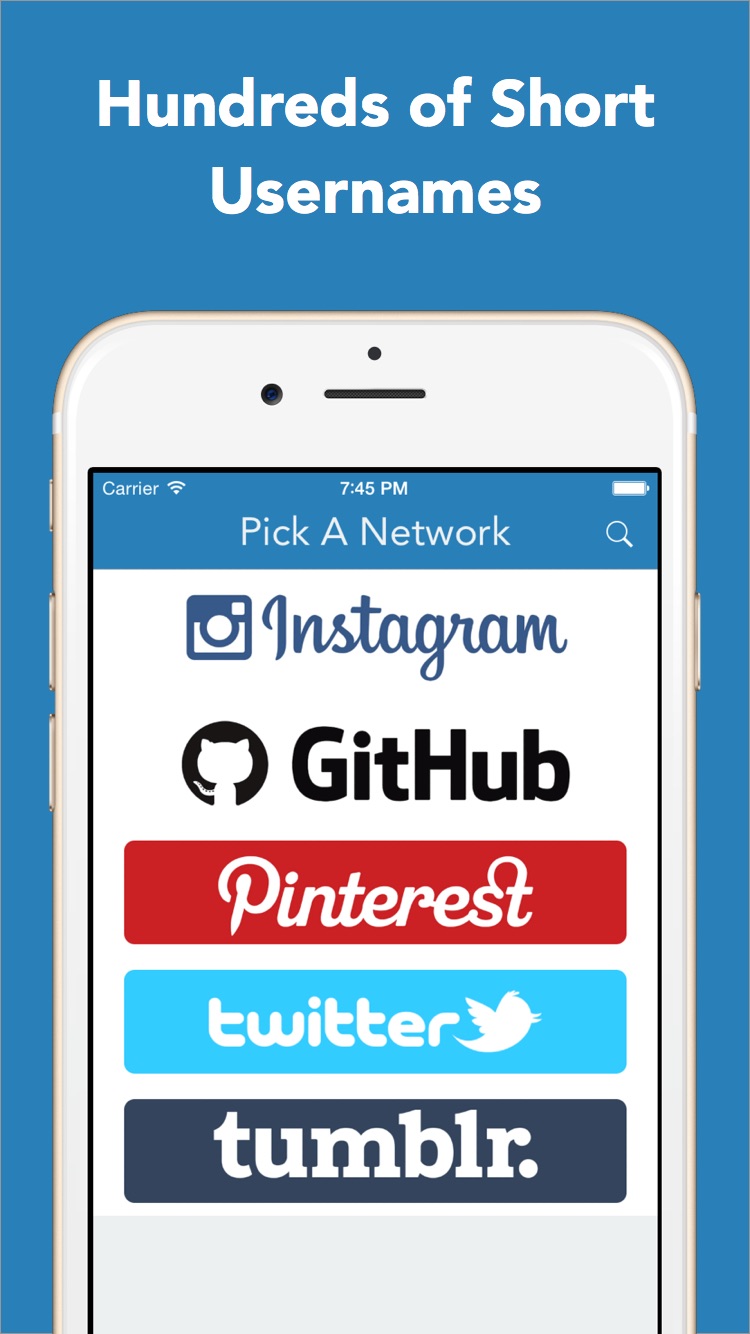 Hundreds of Short
Usernames
Carrier 7:45 PM
Pick A Network
Instagram
GitHub
Pinterest
twitter
tumblr.